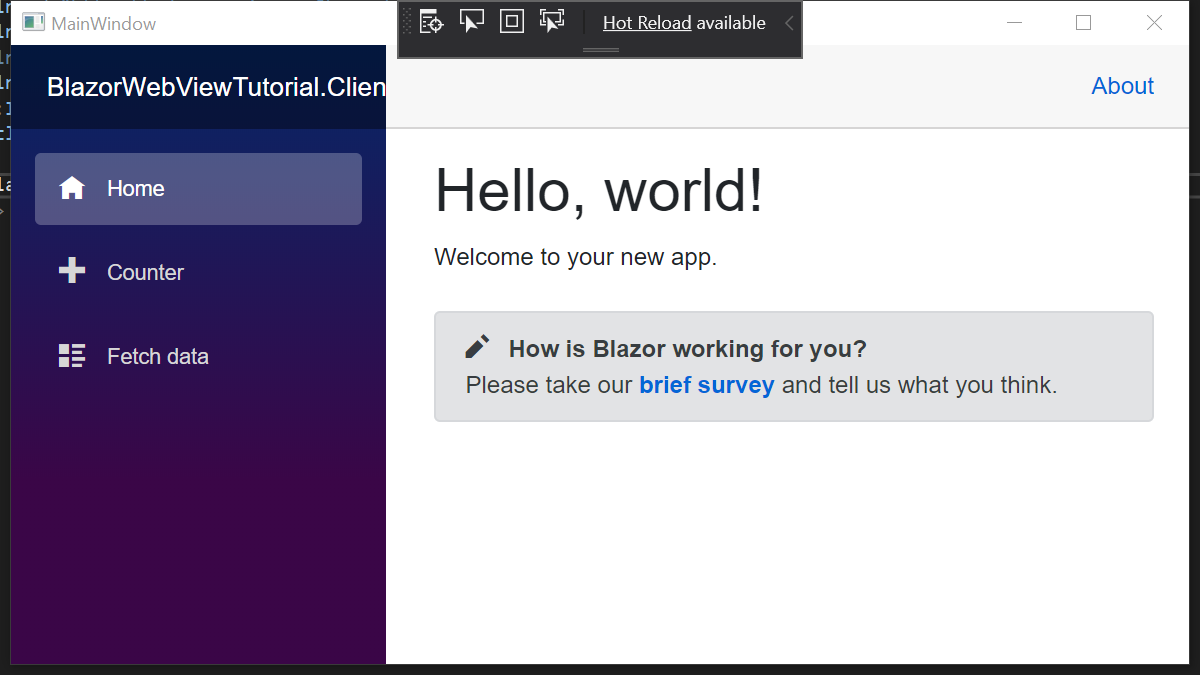 MainWindow
Hot Reload available
BlazorWebViewTutorial.Clien
About
Home
Counter
Fetch data
Hello, world!
Welcome to your new app.
How is Blazor working for you?
Please take our brief survey and tell us what you think.